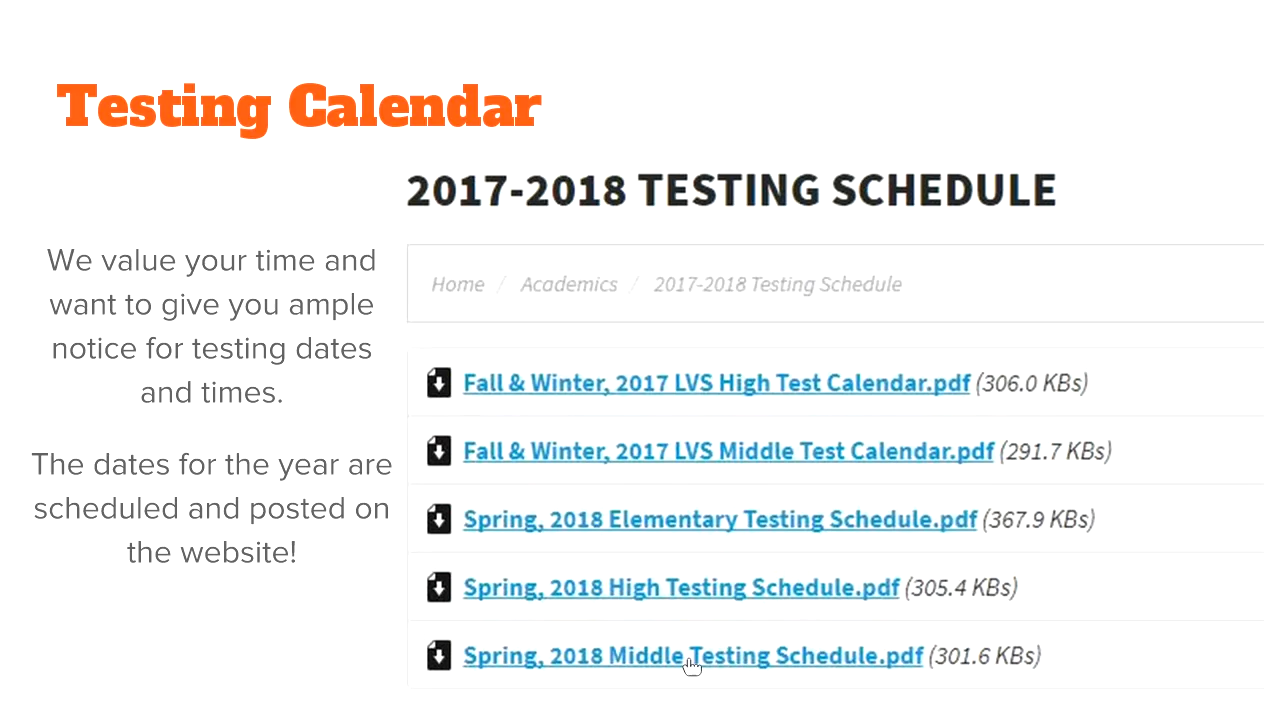 Testing Calendar
2017-2018 TESTING SCHEDULE
We value your time and
want to give you ample
notice for testing dates
and times.
The dates for the year are
scheduled and posted on
the website!
Home / Academics / 2017-2018 Testing Schedule
Fall & Winter, 2017 LVS High Test Calendar.pdf (306.0 KBs)
Fall & Winter, 2017 LVS Middle Test Calendar.pdf (291.7 KBs)
Spring, 2018 Elementary Testing Schedule.pdf (367.9 KBs)
Spring, 2018 High Testing Schedule.pdf (305.4 KBs)
Spring, 2018 Middle Testing Schedule.pdf (301.6 KBs)